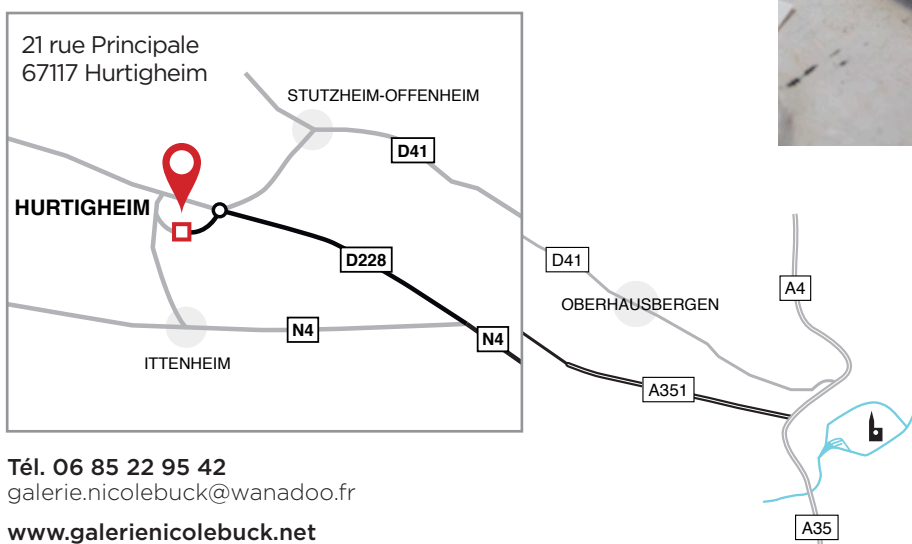 21 rue Principale
67117 Hurtigheim
STUTZHEIM-OFFENHEIM
D41
HURTIGHEIM
D228
D41
A4
OBERHAUSBERGEN
N4
N4
ITTENHEIM
A351
Tél. 06 85 22 95 42
galerie.nicolebuck@wanadoo.fr
www.galerienicolebuck.net
A35